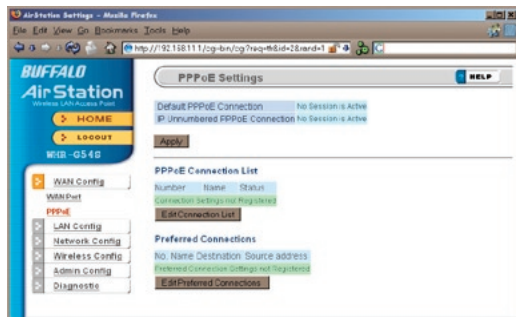 AirStation Settings - Mozilla Firefox
File Edit View Go Bookmarks Tools Help
BUFFALO
AirStation
Wireless LAN Access Point
HOME
LOGOUT
WHR-G54S
WAN Config
WAN Port
PPPoE
LAN Config
Network Config
Wireless Config
Admin Config
Diagnostic
PPPoE Settings
HELP
Default PPPoE Connection No Session is Active
IP Unnumbered PPPoE Connection No Session is Active
Apply
PPPoE Connection List
Number Name Status
Connection Settings not Registered
Edit Connection List
Preferred Connections
No. Name Destination Source address
Preferred Connection Settings not Registered
Edit Preferred Connections